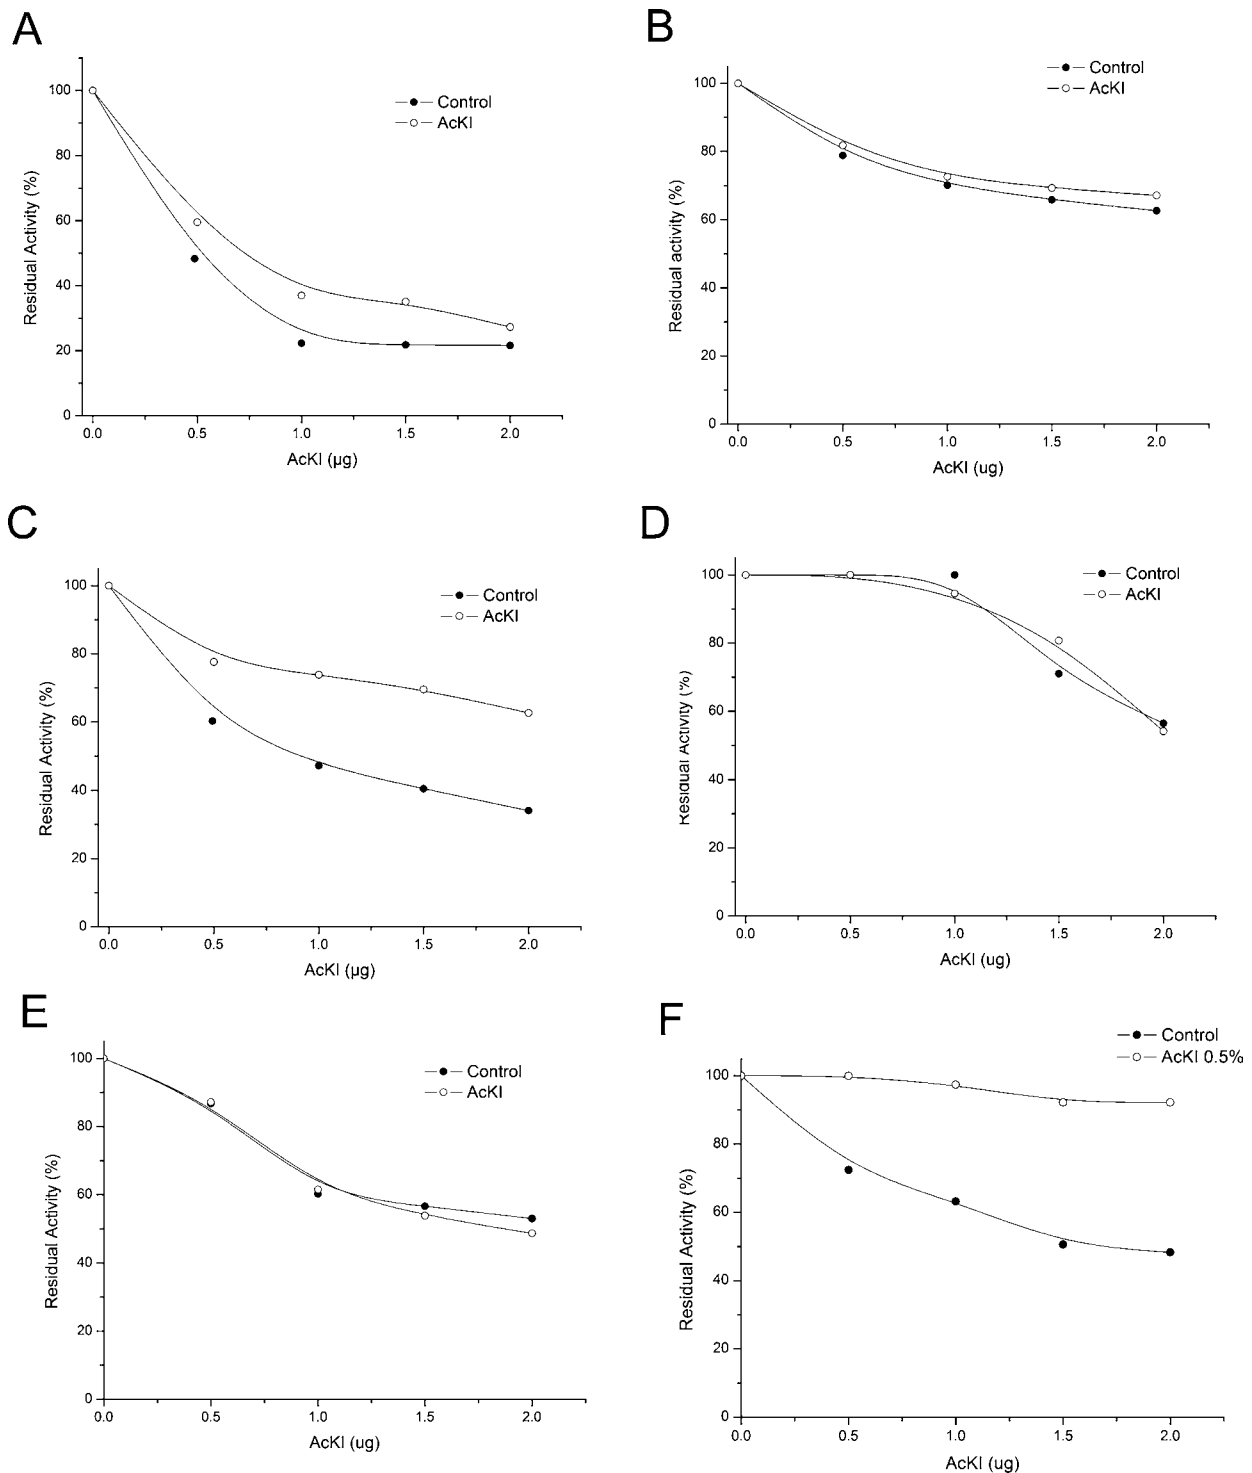 A
Control
AcKI
100
80
60
40
20
0
Residual Activity (%)
0.0 0.5 1.0 1.5 2.0
AcKI (µg)
B
Control
AcKI
100
80
60
40
20
0
Residual activity (%)
0.0 0.5 1.0 1.5 2.0
AcKI (ug)
C
Control
AcKI
100
80
60
40
20
0
Residual Activity (%)
0.0 0.5 1.0 1.5 2.0
AcKI (µg)
D
Control
AcKI
100
80
60
40
20
0
Residual Activity (%)
0.0 0.5 1.0 1.5 2.0
AcKI (ug)
E
Control
AcKI
100
80
60
40
20
0
Residual Activity (%)
0.0 0.5 1.0 1.5 2.0
AcKI (ug)
F
Control
AcKI 0.5%
100
80
60
40
20
0
Residual Activity (%)
0.0 0.5 1.0 1.5 2.0
AcKI (ug)